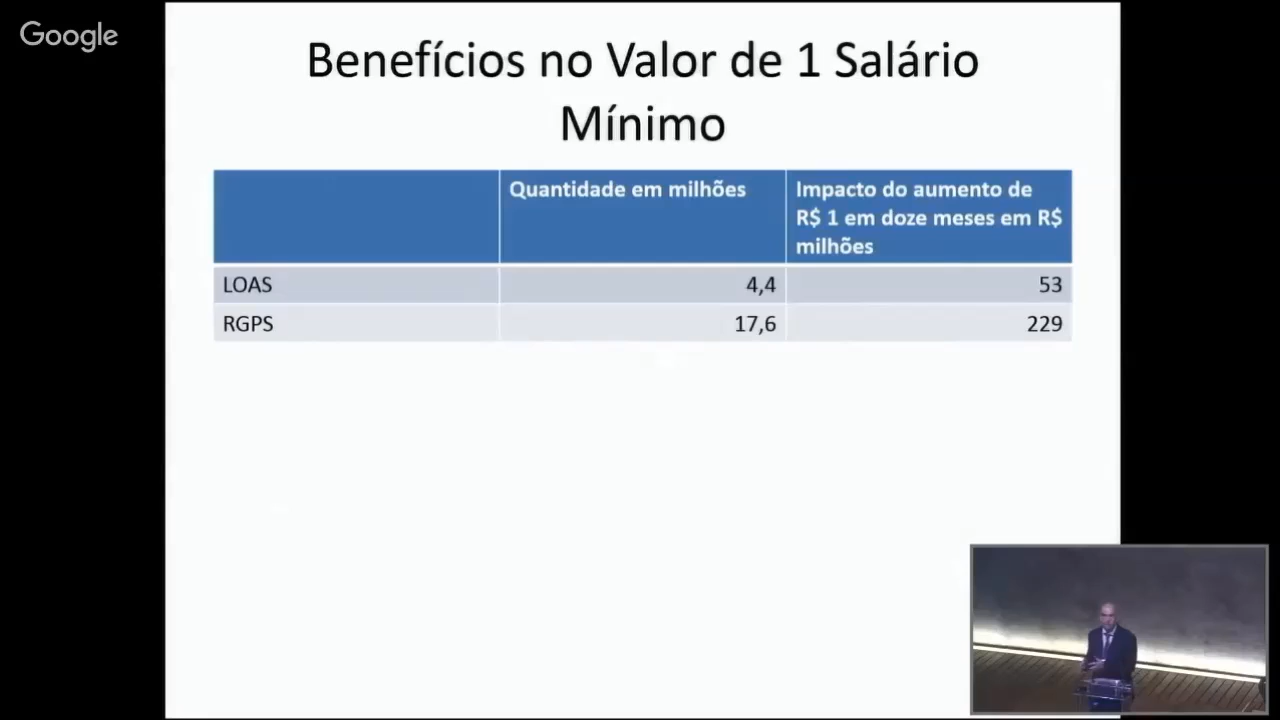 Google
Benefícios no Valor de 1 Salário
Mínimo
Quantidade em milhões
Impacto do aumento de
R$ 1 em doze meses em R$
milhões
LOAS 4,4 53
RGPS 17,6 229